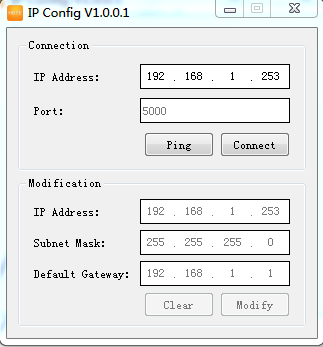 IP Config V1.0.0.1
Connection
IP Address: 192 . 168 . 1 . 253
Port: 5000
Ping Connect
Modification
IP Address: 192 . 168 . 1 . 253
Subnet Mask: 255 . 255 . 255 . 0
Default Gateway: 192 . 168 . 1 . 1
Clear Modify